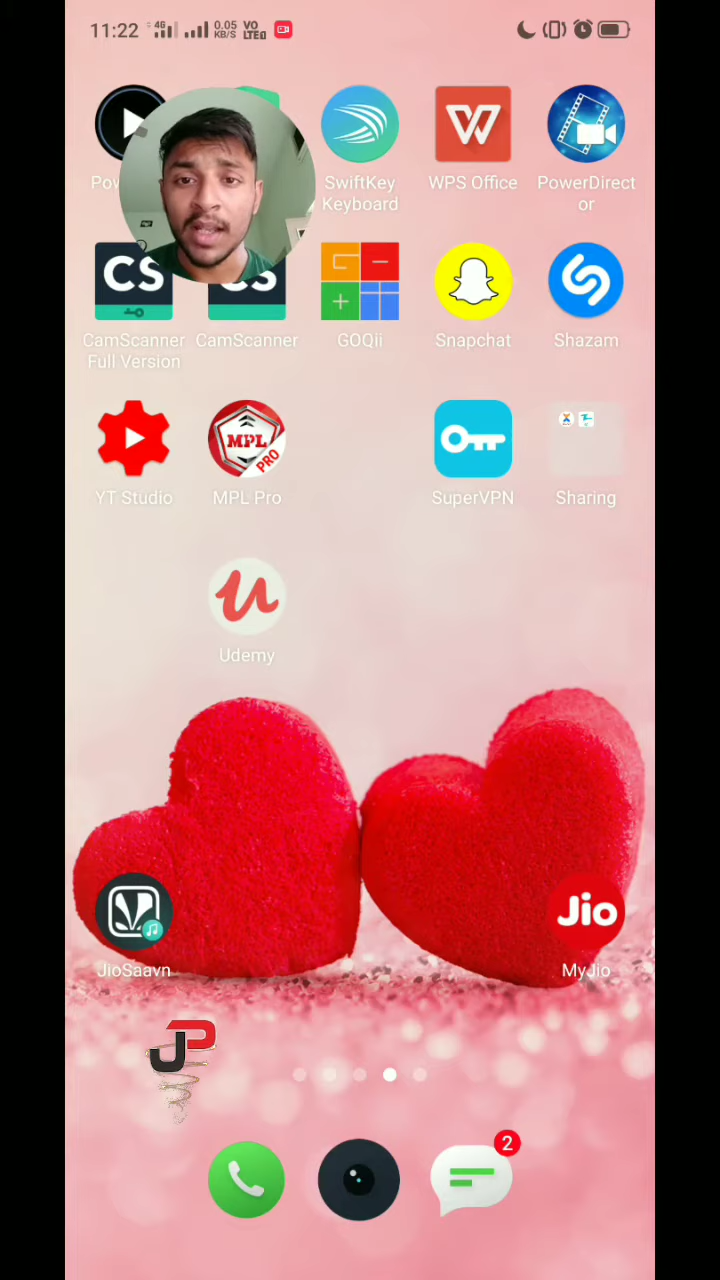 11:22 4G 0.05 KB/S VO LTE
SwiftKey Keyboard
WPS Office
PowerDirect
or
CS
CamScanner Full Version
CamScanner
GOQii
Snapchat
Shazam
YT Studio
MPL PRO
MPL Pro
SuperVPN
Sharing
u
Udemy
JioSaavn
Jio
MyJio
JP
2